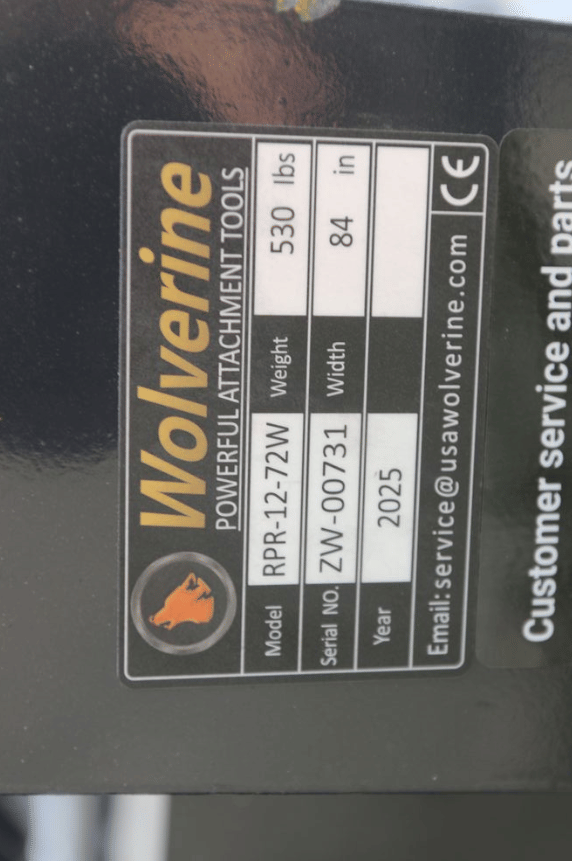 Wolverine
POWERFUL ATTACHMENT TOOLS
Model RPR-12-72W Weight 530 lbs
Serial NO. ZW-00731 Width 84 in
Year 2025
Email: service@usawolverine.com CE
Customer service and parts